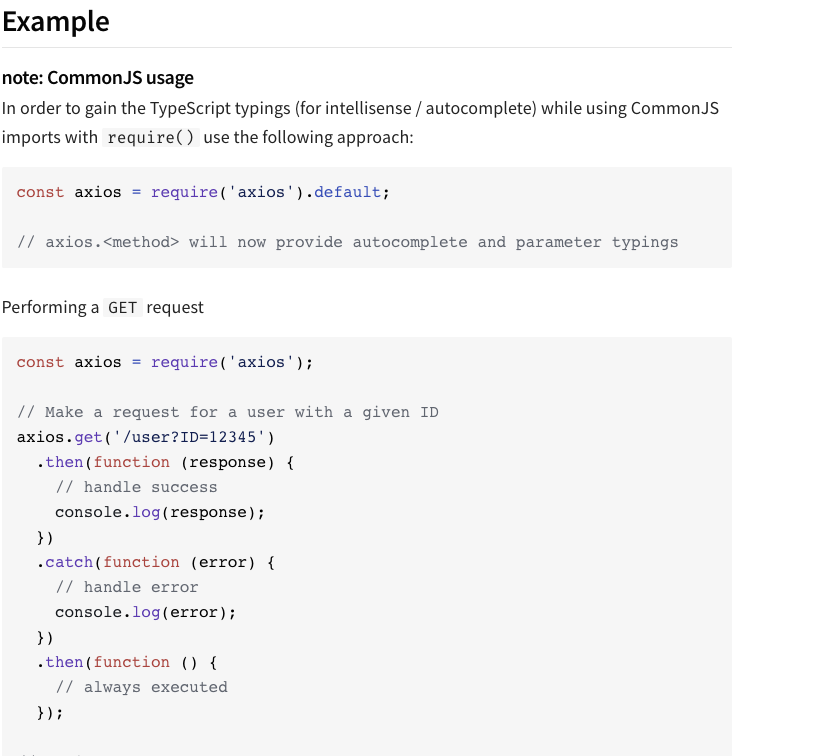 Example
note: CommonJS usage
In order to gain the TypeScript typings (for intellisense / autocomplete) while using CommonJS
imports with require() use the following approach:
const axios = require('axios').default;
// axios.<method> will now provide autocomplete and parameter typings
Performing a GET request
const axios = require('axios');
// Make a request for a user with a given ID
axios.get('/user?ID=12345')
  .then(function (response) {
    // handle success
    console.log(response);
  })
  .catch(function (error) {
    // handle error
    console.log(error);
  })
  .then(function () {
    // always executed
  });